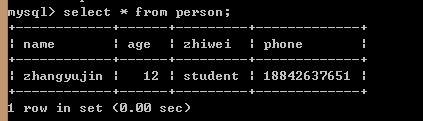 mysql> select * from person;
+------------+------+---------+-------------+
| name       | age  | zhiwei  | phone       |
+------------+------+---------+-------------+
| zhangyujin |   12 | student | 18842637651 |
+------------+------+---------+-------------+
1 row in set (0.00 sec)